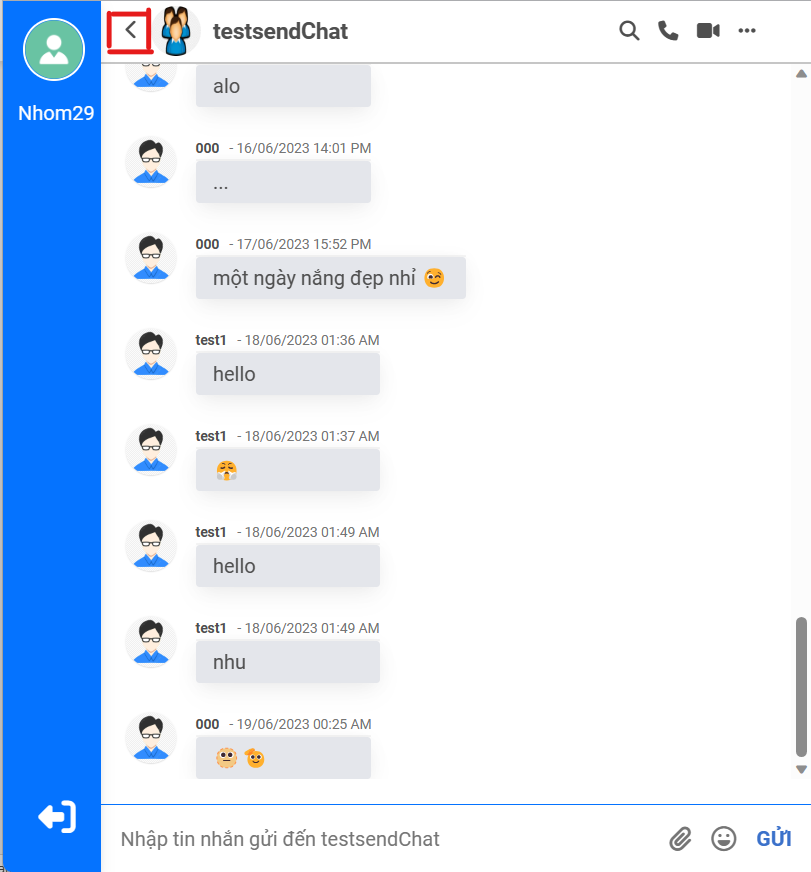 testsendChat
Nhom29
alo
000 - 16/06/2023 14:01 PM
...
000 - 17/06/2023 15:52 PM
một ngày nắng đẹp nhỉ 😉
test1 - 18/06/2023 01:36 AM
hello
test1 - 18/06/2023 01:37 AM
😤
test1 - 18/06/2023 01:49 AM
hello
test1 - 18/06/2023 01:49 AM
nhu
000 - 19/06/2023 00:25 AM
Nhập tin nhắn gửi đến testsendChat
GỬI